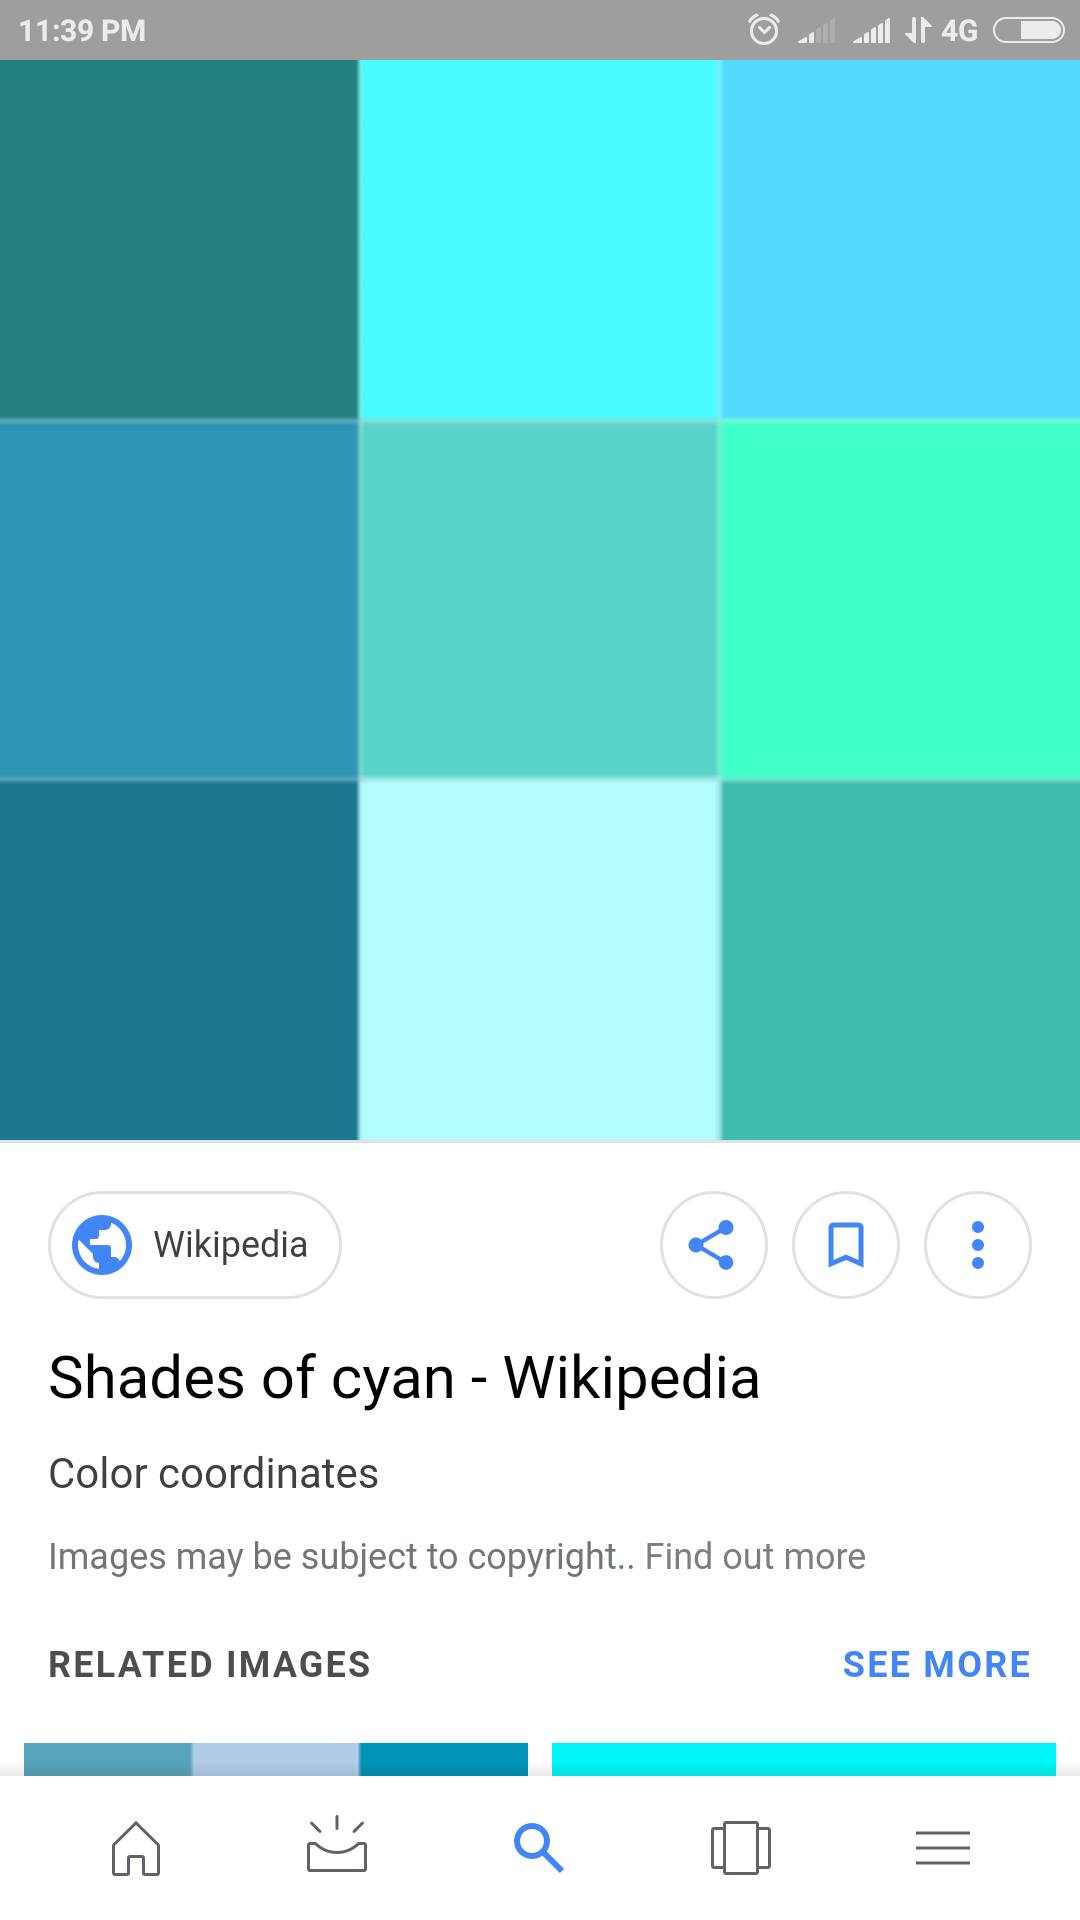 11:39 PM 4G
Wikipedia
Shades of cyan - Wikipedia
Color coordinates
Images may be subject to copyright.. Find out more
RELATED IMAGES SEE MORE